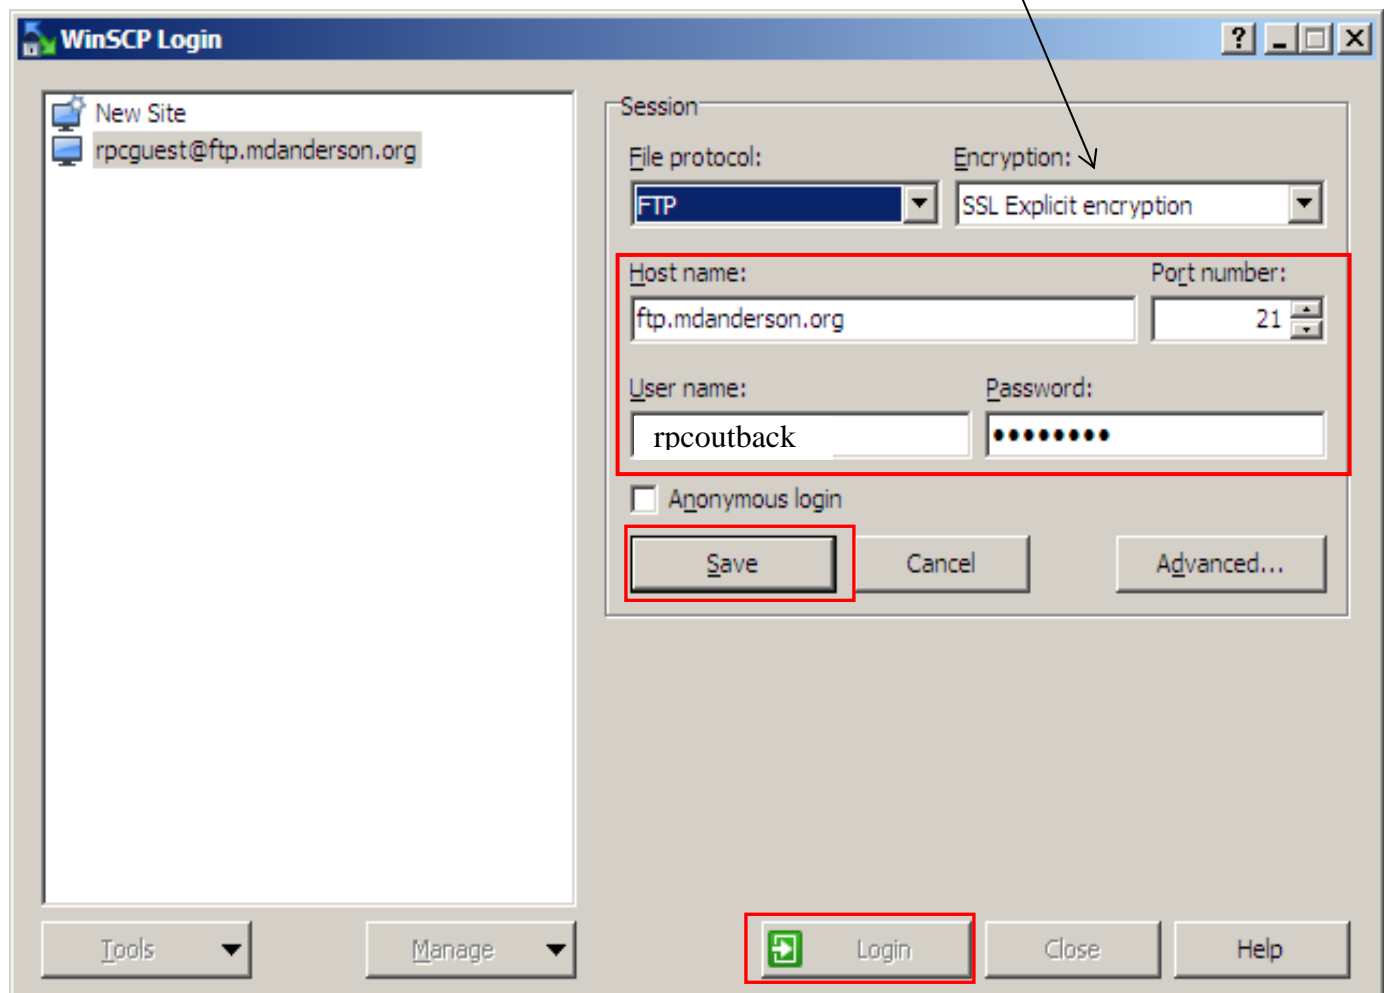 WinSCP Login
New Site
rpcguest@ftp.mdanderson.org
Session
File protocol: Encryption:
FTP SSL Explicit encryption
Host name: Port number:
ftp.mdanderson.org 21
User name: Password:
rpcoutback ••••••••
Anonymous login
Save Cancel Advanced...
Tools Manage Login Close Help